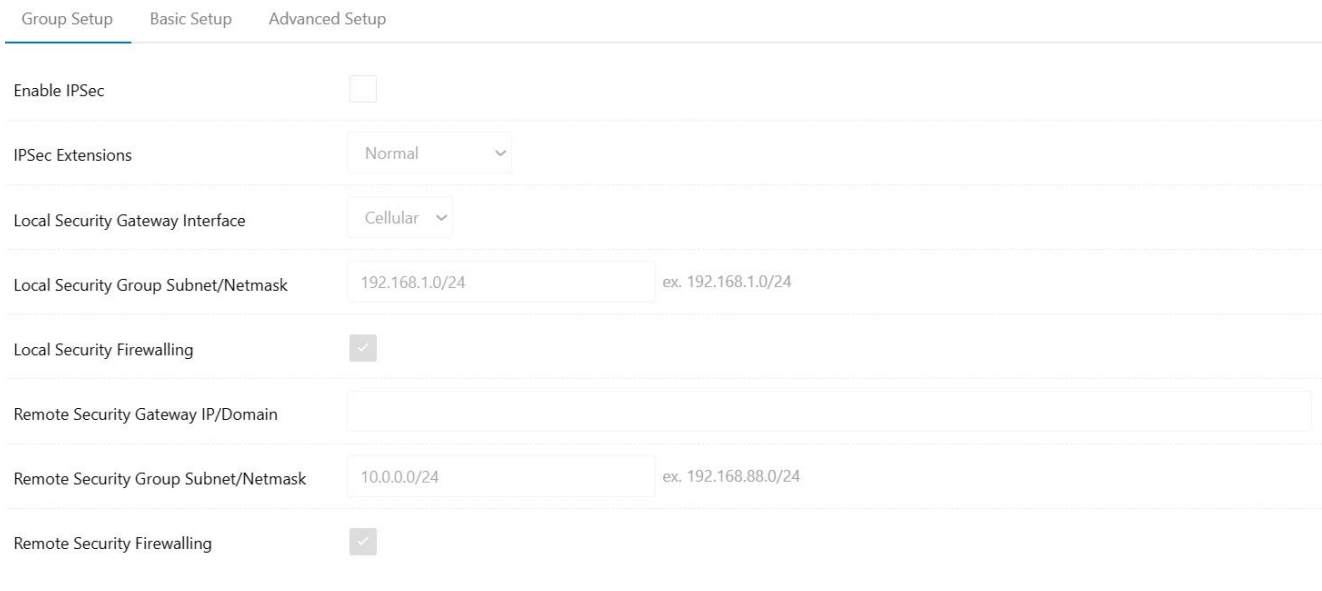 Group Setup Basic Setup Advanced Setup
Enable IPSec
IPSec Extensions Normal
Local Security Gateway Interface Cellular
Local Security Group Subnet/Netmask 192.168.1.0/24 ex. 192.168.1.0/24
Local Security Firewalling
Remote Security Gateway IP/Domain
Remote Security Group Subnet/Netmask 10.0.0.0/24 ex. 192.168.88.0/24
Remote Security Firewalling